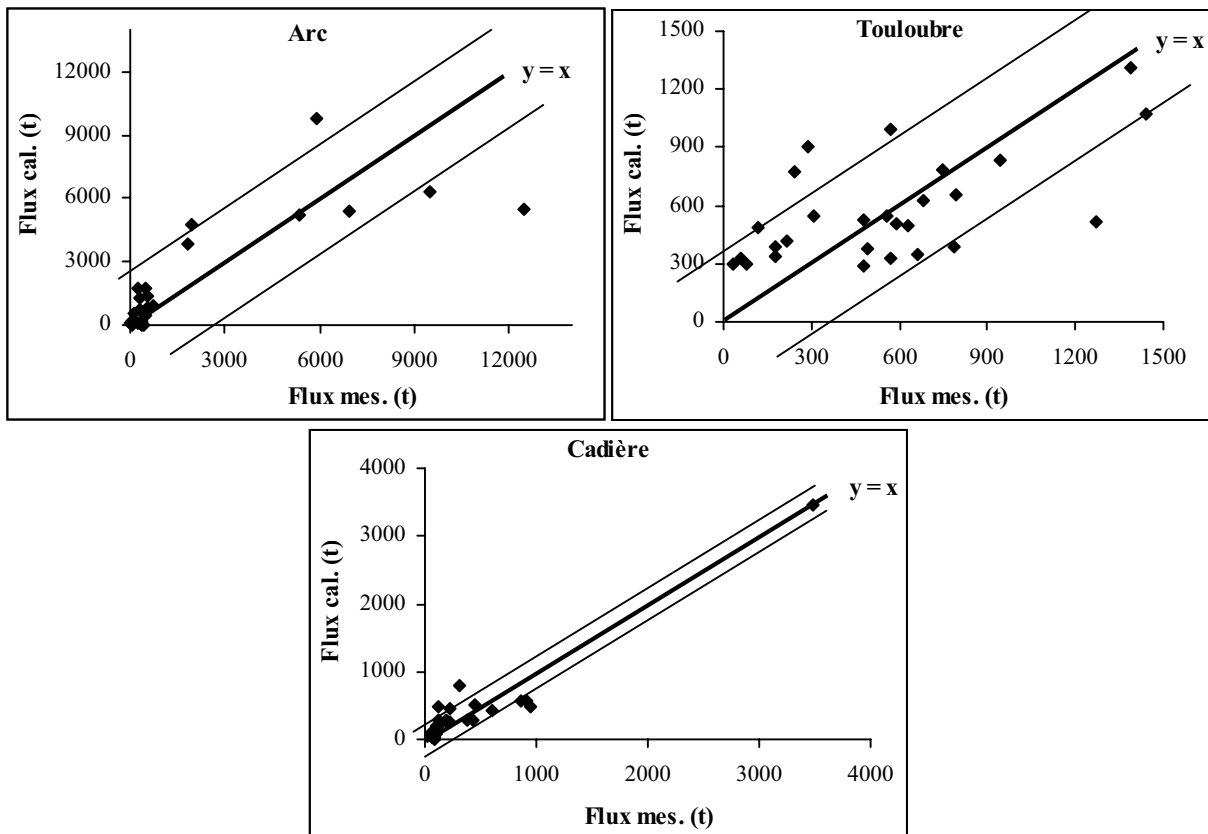 Arc
y = x
12000
9000
6000
3000
0
Flux cal. (t)
0 3000 6000 9000 12000
Flux mes. (t)
Touloubre
y = x
1500
1200
900
600
300
0
Flux cal. (t)
0 300 600 900 1200 1500
Flux mes. (t)
Cadière
y = x
4000
3000
2000
1000
0
Flux cal. (t)
0 1000 2000 3000 4000
Flux mes. (t)